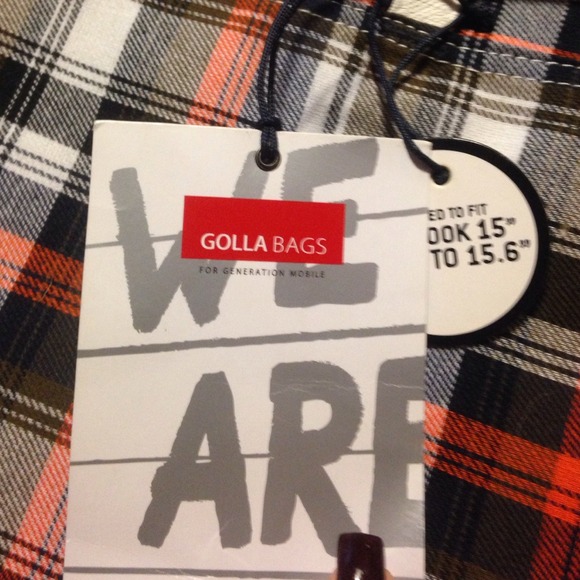 WE
GOLLA BAGS
FOR GENERATION MOBILE
ARE
ED TO FIT
OOK 15"
TO 15.6"